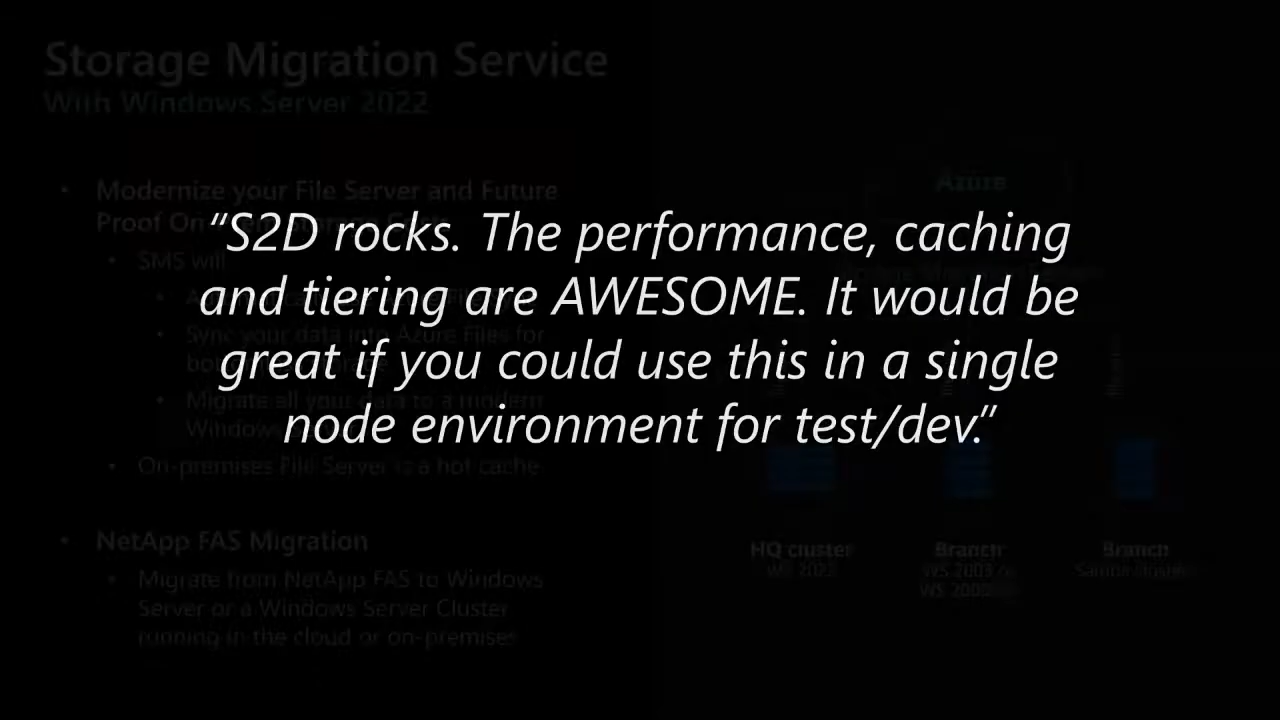 Storage Migration Service
With Windows Server 2022
• Modernize your File Server and Future
Proof On
“S2D rocks. The performance, caching
and tiering are AWESOME. It would be
great if you could use this in a single
node environment for test/dev.”
• SMS will
• Sync your data into Azure Files for
• Migrate all your data to a modern
Windows
• On-premises File Server is a hot cache
• NetApp FAS Migration
• Migrate from NetApp FAS to Windows
Server or a Windows Server Cluster
running in the cloud or on-premises
Azure
HQ cluster
WS 2022
Branch
WS 2003
Branch